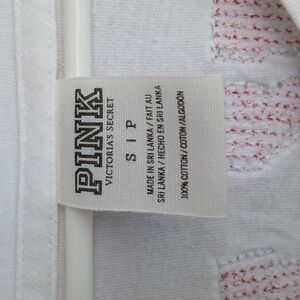 PINK
VICTORIA'S SECRET
S | P
MADE IN SRI LANKA / FAIT AU
SRI LANKA / HECHO EN SRI LANKA
100% COTTON / COTON / ALGODÓN